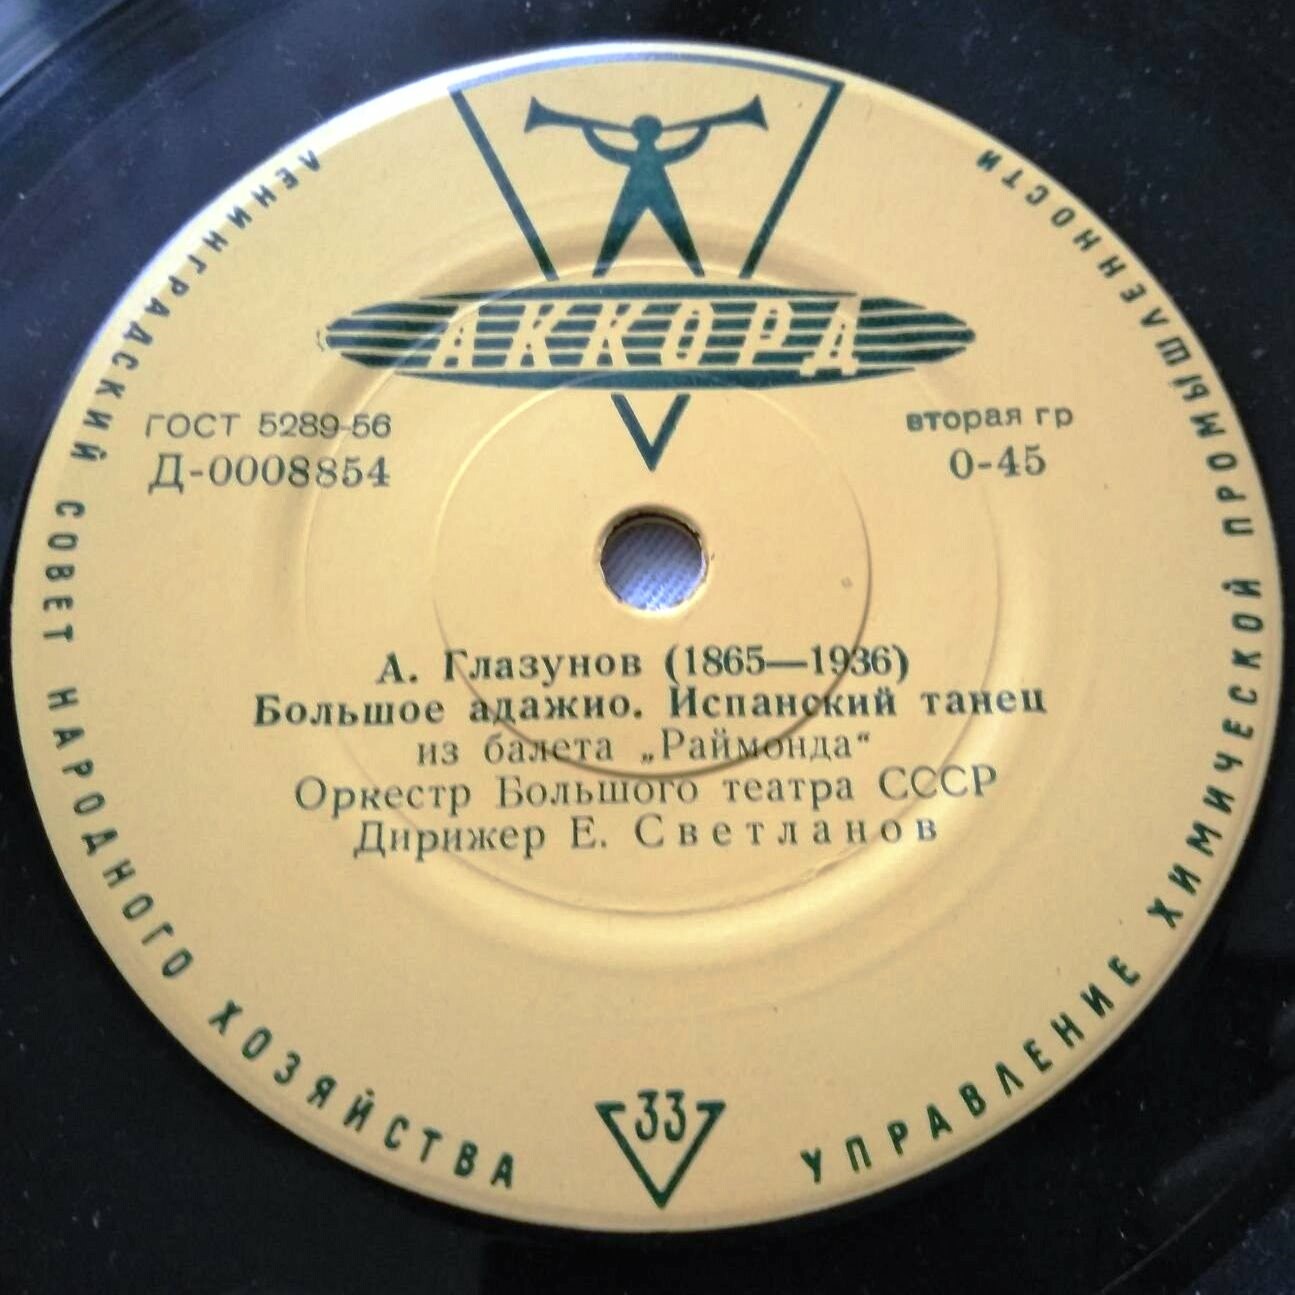 АККОРД
ГОСТ 5289-56
Д-0008854
вторая гр
0-45
А. Глазунов (1865—1936)
Большое адажио. Испанский танец
из балета „Раймонда“
Оркестр Большого театра СССР
Дирижер Е. Светланов
33
ЛЕНИНГРАДСКИЙ СОВЕТ НАРОДНОГО ХОЗЯЙСТВА
УПРАВЛЕНИЕ ХИМИЧЕСКОЙ ПРОМЫШЛЕННОСТИ